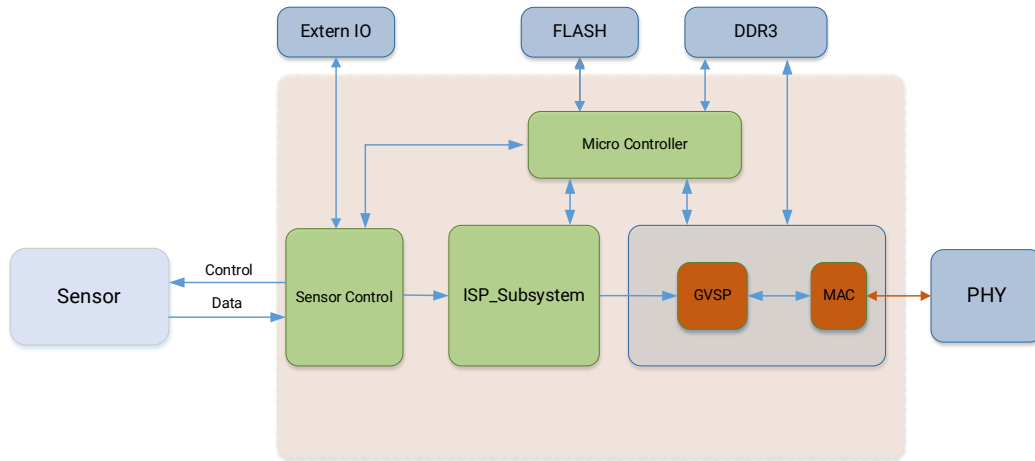 Extern IO
FLASH
DDR3
Micro Controller
Control
Sensor
Data
Sensor Control
ISP_Subsystem
GVSP
MAC
PHY